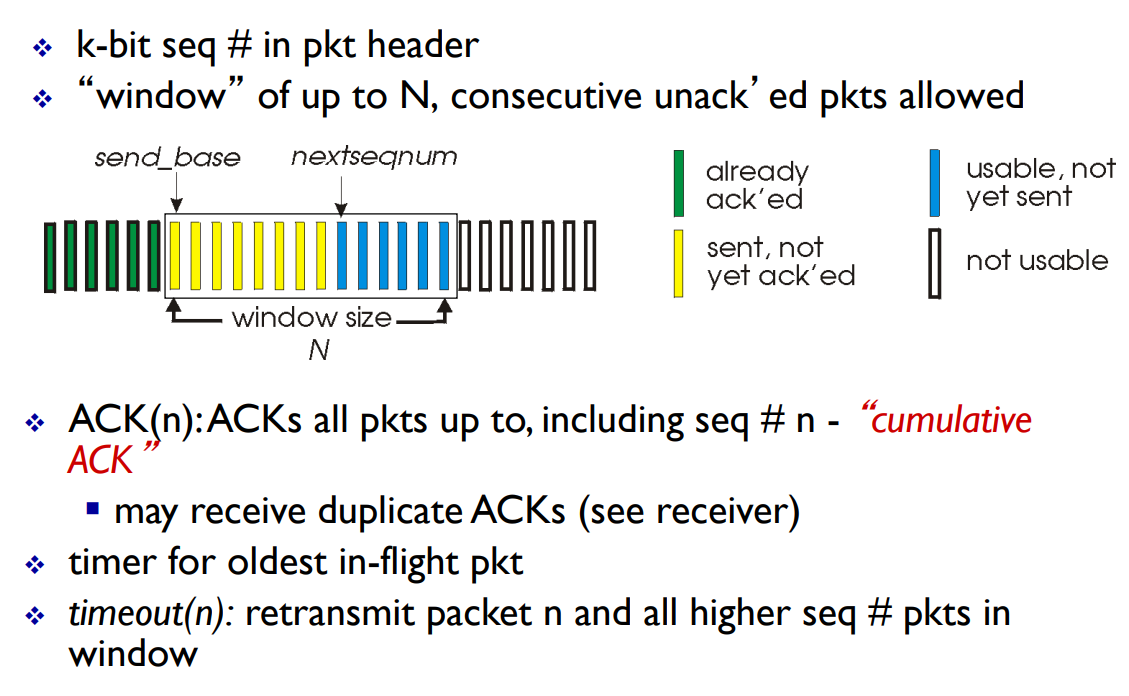 k-bit seq # in pkt header
“window” of up to N, consecutive unack’ ed pkts allowed
send_base nextseqnum
already
ack’ed
usable, not
yet sent
sent, not
yet ack’ed
not usable
window size
N
ACK(n): ACKs all pkts up to, including seq # n - “cumulative
ACK ”
may receive duplicate ACKs (see receiver)
timer for oldest in-flight pkt
timeout(n): retransmit packet n and all higher seq # pkts in
window